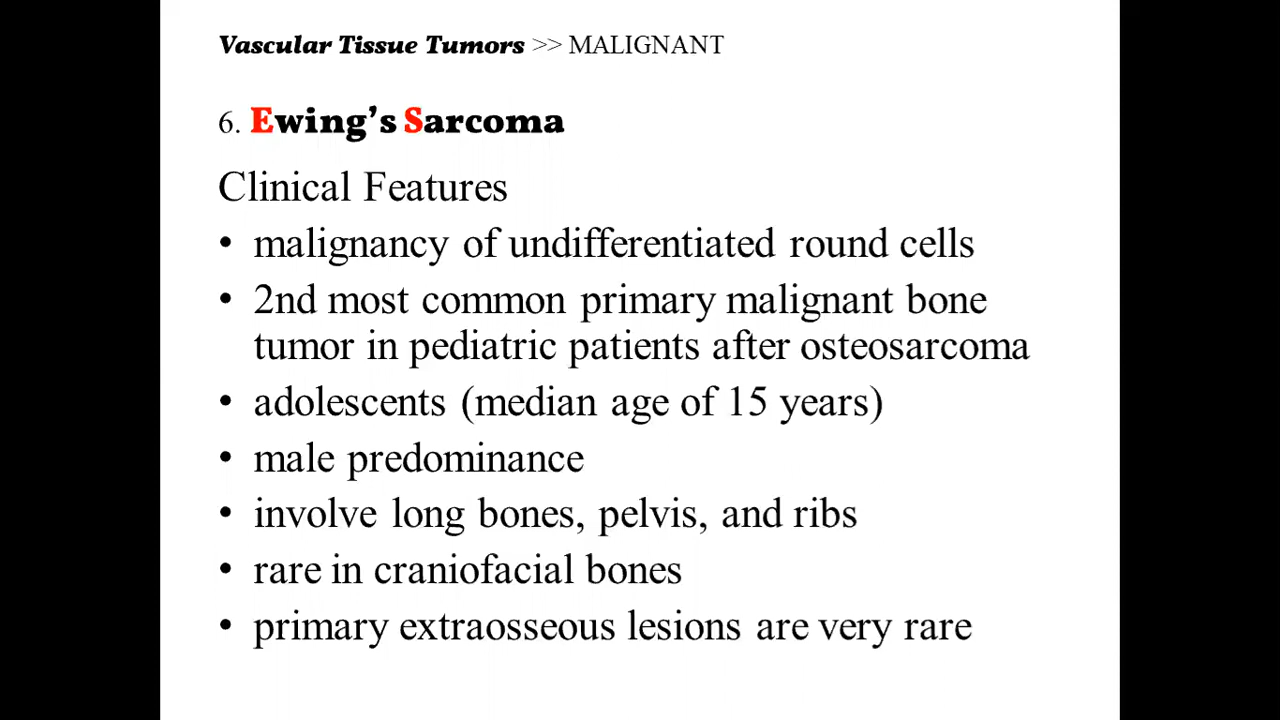 Vascular Tissue Tumors >> MALIGNANT
6. Ewing’s Sarcoma
Clinical Features
• malignancy of undifferentiated round cells
• 2nd most common primary malignant bone
tumor in pediatric patients after osteosarcoma
• adolescents (median age of 15 years)
• male predominance
• involve long bones, pelvis, and ribs
• rare in craniofacial bones
• primary extraosseous lesions are very rare